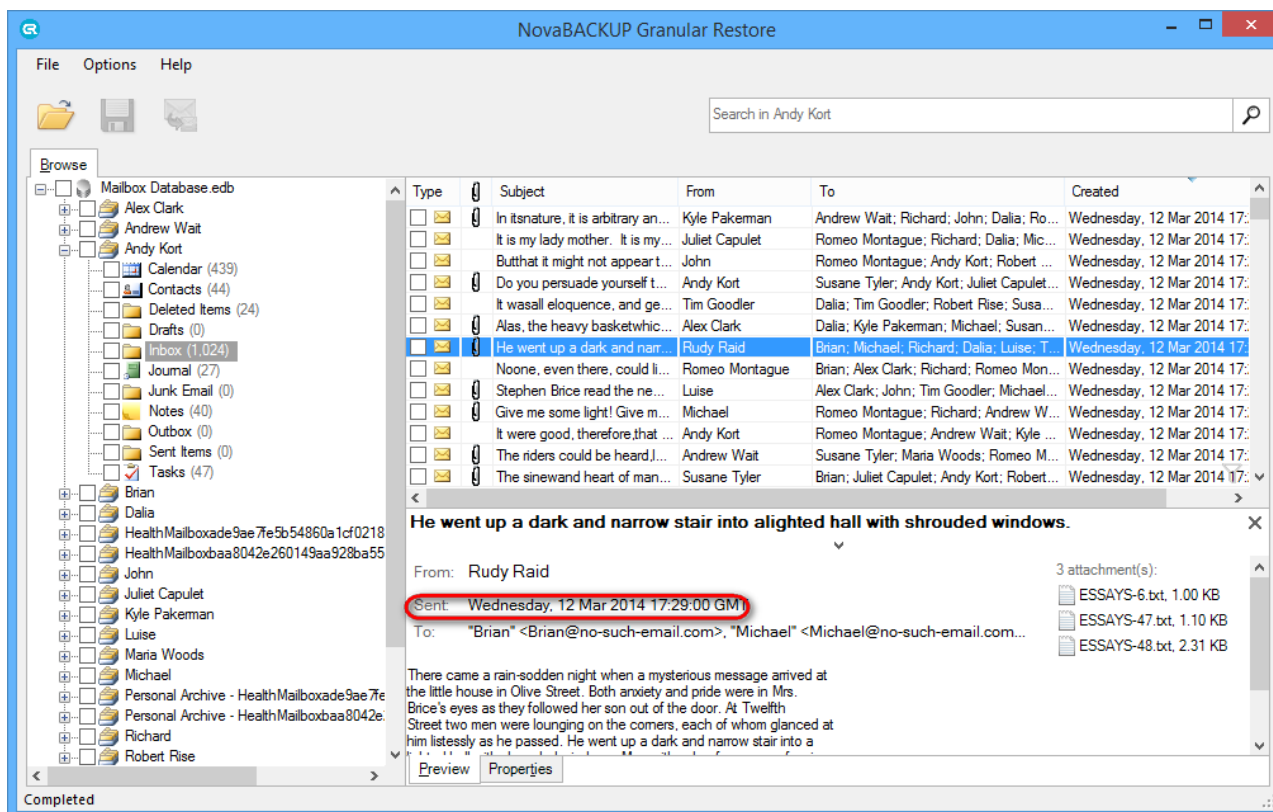 NovaBACKUP Granular Restore
File Options Help
Search in Andy Kort
Browse
Mailbox Database.edb
Alex Clark
Andrew Wait
Andy Kort
Calendar (439)
Contacts (44)
Deleted Items (24)
Drafts (0)
Inbox (1,024)
Journal (27)
Junk Email (0)
Notes (40)
Outbox (0)
Sent Items (0)
Tasks (47)
Brian
Dalia
HealthMailboxade9ae7fe5b54860a1cf0218
HealthMailboxbaa8042e260149aa928ba55
John
Juliet Capulet
Kyle Pakerman
Luise
Maria Woods
Michael
Personal Archive - HealthMailboxade9ae7fe
Personal Archive - HealthMailboxbaa8042e
Richard
Robert Rise
Type Subject From To Created
In itsnature, it is arbitrary an... Kyle Pakerman Andrew Wait; Richard; John; Dalia; Ro... Wednesday, 12 Mar 2014 17:
It is my lady mother. It is my... Juliet Capulet Romeo Montague; Richard; Dalia; Mic... Wednesday, 12 Mar 2014 17:
Butthat it might not appear t... John Romeo Montague; Andy Kort; Robert ... Wednesday, 12 Mar 2014 17:
Do you persuade yourself t... Andy Kort Susane Tyler; Andy Kort; Juliet Capulet... Wednesday, 12 Mar 2014 17:
It wasall eloquence, and ge... Tim Goodler Dalia; Tim Goodler; Robert Rise; Susa... Wednesday, 12 Mar 2014 17:
Alas, the heavy basketwhic... Alex Clark Dalia; Kyle Pakerman; Michael; Susan... Wednesday, 12 Mar 2014 17:
He went up a dark and narr... Rudy Raid Brian; Michael; Richard; Dalia; Luise; T... Wednesday, 12 Mar 2014 17:
Noone, even there, could li... Romeo Montague Brian; Alex Clark; Richard; Romeo Mon... Wednesday, 12 Mar 2014 17:
Stephen Brice read the ne... Luise Alex Clark; John; Tim Goodler; Michael... Wednesday, 12 Mar 2014 17:
Give me some light! Give m... Michael Romeo Montague; Richard; Andrew W... Wednesday, 12 Mar 2014 17:
It were good, therefore,that ... Andy Kort Romeo Montague; Andrew Wait; Kyle ... Wednesday, 12 Mar 2014 17:
The riders could be heard,l... Andrew Wait Susane Tyler; Maria Woods; Romeo M... Wednesday, 12 Mar 2014 17:
The sinewand heart of man... Susane Tyler Brian; Juliet Capulet; Andy Kort; Robert... Wednesday, 12 Mar 2014 17:
He went up a dark and narrow stair into alighted hall with shrouded windows.
From: Rudy Raid
Sent: Wednesday, 12 Mar 2014 17:29:00 GMT
To: "Brian" <Brian@no-such-email.com>, "Michael" <Michael@no-such-email.com...
3 attachment(s):
ESSAYS-6.txt, 1.00 KB
ESSAYS-47.txt, 1.10 KB
ESSAYS-48.txt, 2.31 KB
There came a rain-sodden night when a mysterious message arrived at
the little house in Olive Street. Both anxiety and pride were in Mrs.
Brice's eyes as they followed her son out of the door. At Twelfth
Street two men were lounging on the corners, each of whom glanced at
him listessly as he passed. He went up a dark and narrow stair into a
Preview Properties
Completed